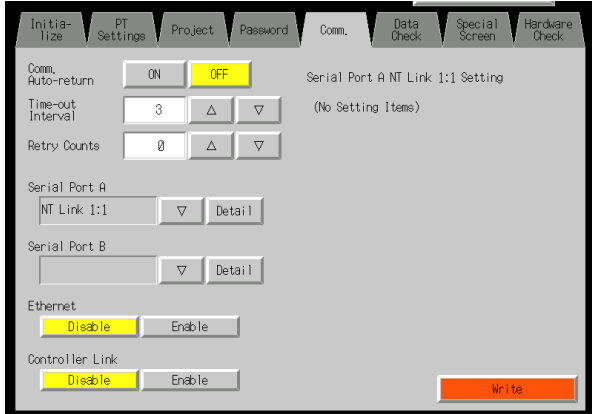 Initia-
lize
PT
Settings
Project
Password
Comm.
Data
Check
Special
Screen
Hardware
Check
Comm.
Auto-return
ON
OFF
Serial Port A NT Link 1:1 Setting
Time-out
Interval
3
△
▽
(No Setting Items)
Retry Counts
0
△
▽
Serial Port A
NT Link 1:1
▽
Detail
Serial Port B
▽
Detail
Ethernet
Disable
Enable
Controller Link
Disable
Enable
Write